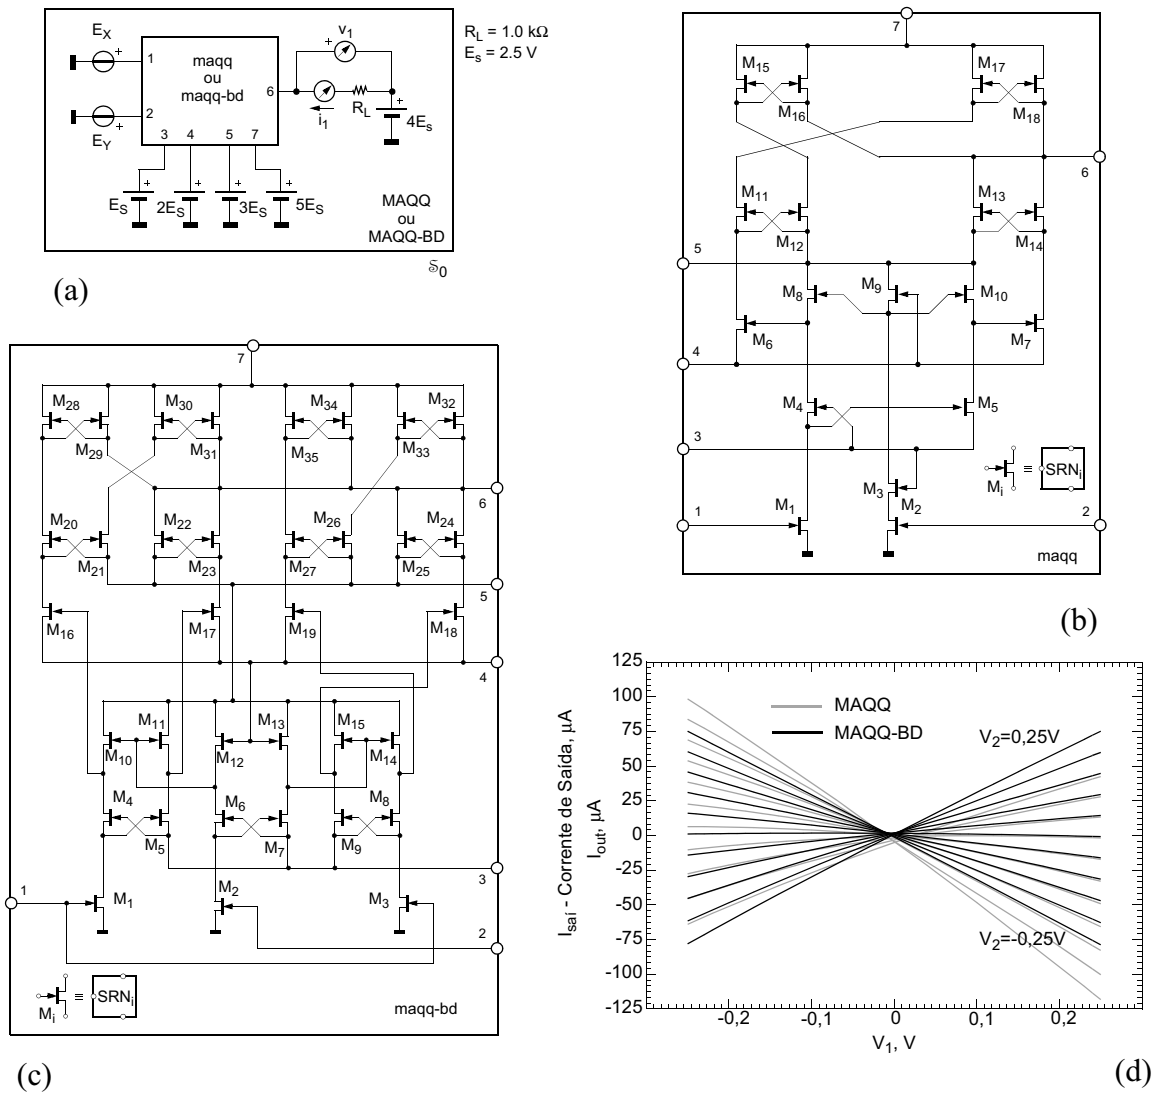 E_X
+
1
E_Y
+
2
maqq
ou
maqq-bd
3 4 5 7
6
+ v_1
i_1
R_L
+
4E_s
R_L = 1.0 kΩ
E_s = 2.5 V
+ + + +
E_S 2E_S 3E_S 5E_S
MAQQ
ou
MAQQ-BD
𝕊_0
(a)
7
M_15 M_17
M_16 M_18
6
M_11 M_13
M_12 M_14
5
M_8 M_9 M_10
M_6 M_7
4
M_4 M_5
3
M_i ≡ SRN_i
M_3
M_1 M_2
1 2
maqq
(b)
7
M_28 M_30 M_34 M_32
M_29 M_31 M_35 M_33
6
M_20 M_22 M_26 M_24
M_21 M_23 M_27 M_25
5
M_16 M_17 M_19 M_18
4
M_11 M_13 M_15
M_10 M_12 M_14
M_4 M_6 M_8
M_5 M_7 M_9
3
1 M_1 M_2 M_3
2
M_i ≡ SRN_i
maqq-bd
(c)
125
100
75
50
25
0
-25
-50
-75
-100
-125
I_sai - Corrente de Saída, µA
I_out, µA
MAQQ
MAQQ-BD
V_2=0,25V
V_2=-0,25V
-0,2 -0,1 0 0,1 0,2
V_1, V
(d)